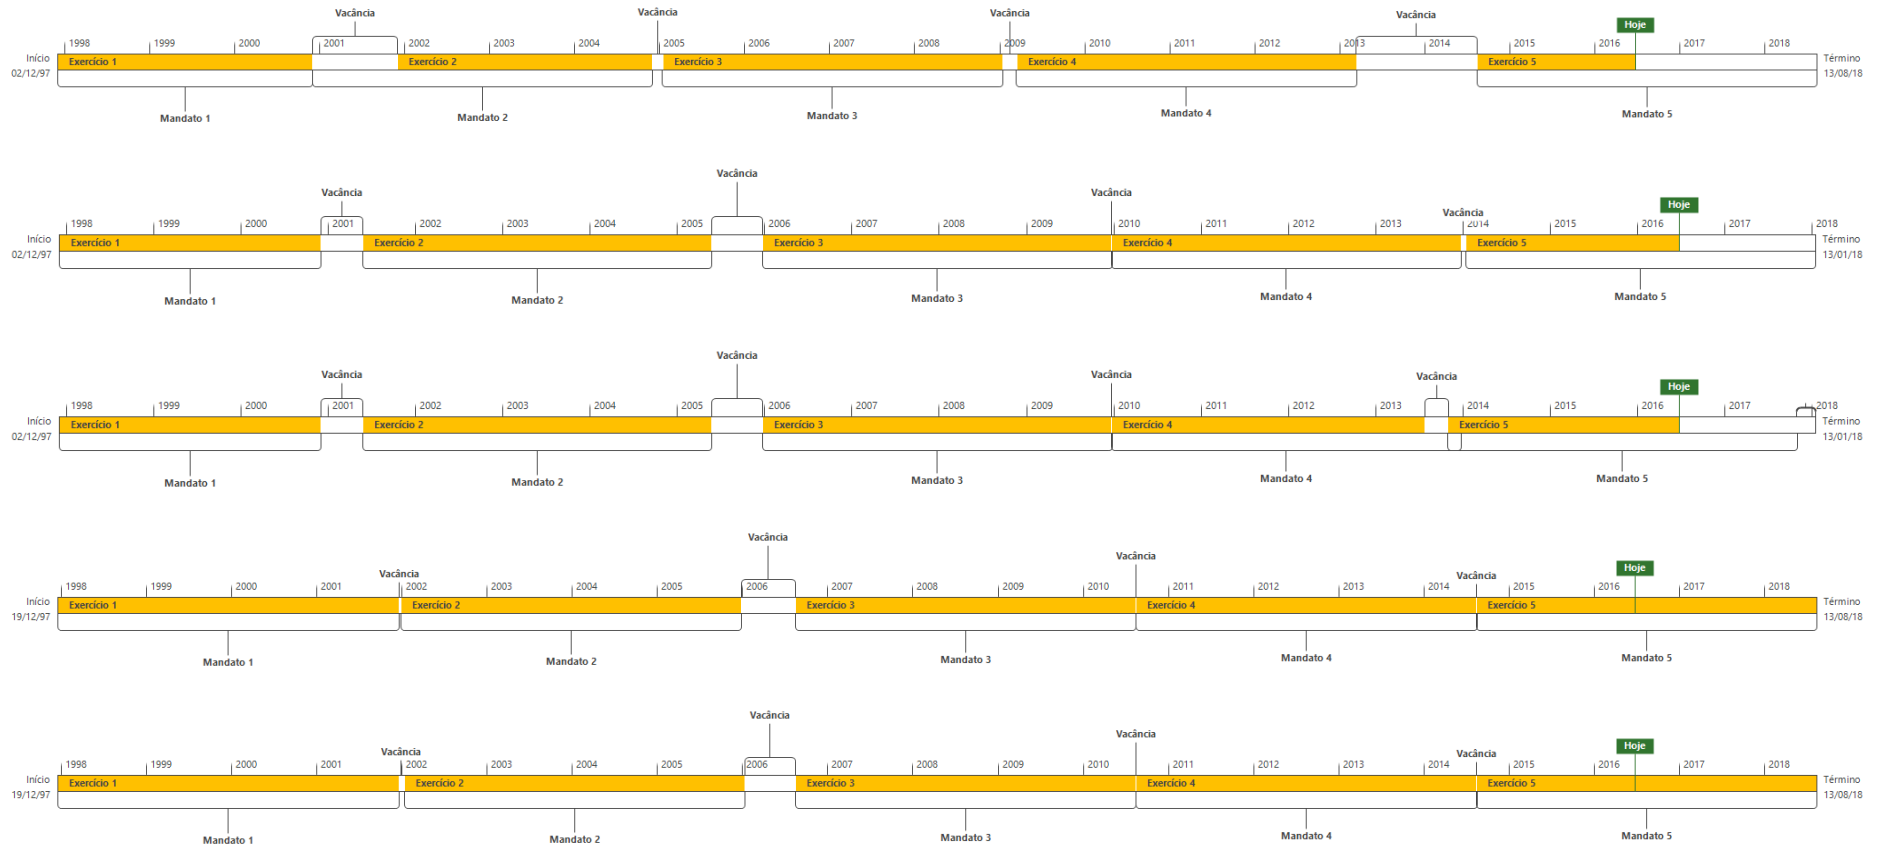 Vacância Vacância Vacância Vacância
Hoje
1998 1999 2000 2001 2002 2003 2004 2005 2006 2007 2008 2009 2010 2011 2012 2013 2014 2015 2016 2017 2018
Início Exercício 1 Exercício 2 Exercício 3 Exercício 4 Exercício 5 Término
02/12/97 13/08/18
Mandato 1 Mandato 2 Mandato 3 Mandato 4 Mandato 5
Vacância
Vacância Vacância
Hoje
Vacância
1998 1999 2000 2001 2002 2003 2004 2005 2006 2007 2008 2009 2010 2011 2012 2013 2014 2015 2016 2017 2018
Início Exercício 1 Exercício 2 Exercício 3 Exercício 4 Exercício 5 Término
02/12/97 13/01/18
Mandato 1 Mandato 2 Mandato 3 Mandato 4 Mandato 5
Vacância
Vacância Vacância Vacância
Hoje
1998 1999 2000 2001 2002 2003 2004 2005 2006 2007 2008 2009 2010 2011 2012 2013 2014 2015 2016 2017 2018
Início Exercício 1 Exercício 2 Exercício 3 Exercício 4 Exercício 5 Término
02/12/97 13/01/18
Mandato 1 Mandato 2 Mandato 3 Mandato 4 Mandato 5
Vacância
Vacância
Hoje
Vacância Vacância
1998 1999 2000 2001 2002 2003 2004 2005 2006 2007 2008 2009 2010 2011 2012 2013 2014 2015 2016 2017 2018
Início Exercício 1 Exercício 2 Exercício 3 Exercício 4 Exercício 5 Término
19/12/97 13/08/18
Mandato 1 Mandato 2 Mandato 3 Mandato 4 Mandato 5
Vacância
Vacância
Hoje
Vacância Vacância
1998 1999 2000 2001 2002 2003 2004 2005 2006 2007 2008 2009 2010 2011 2012 2013 2014 2015 2016 2017 2018
Início Exercício 1 Exercício 2 Exercício 3 Exercício 4 Exercício 5 Término
19/12/97 13/08/18
Mandato 1 Mandato 2 Mandato 3 Mandato 4 Mandato 5